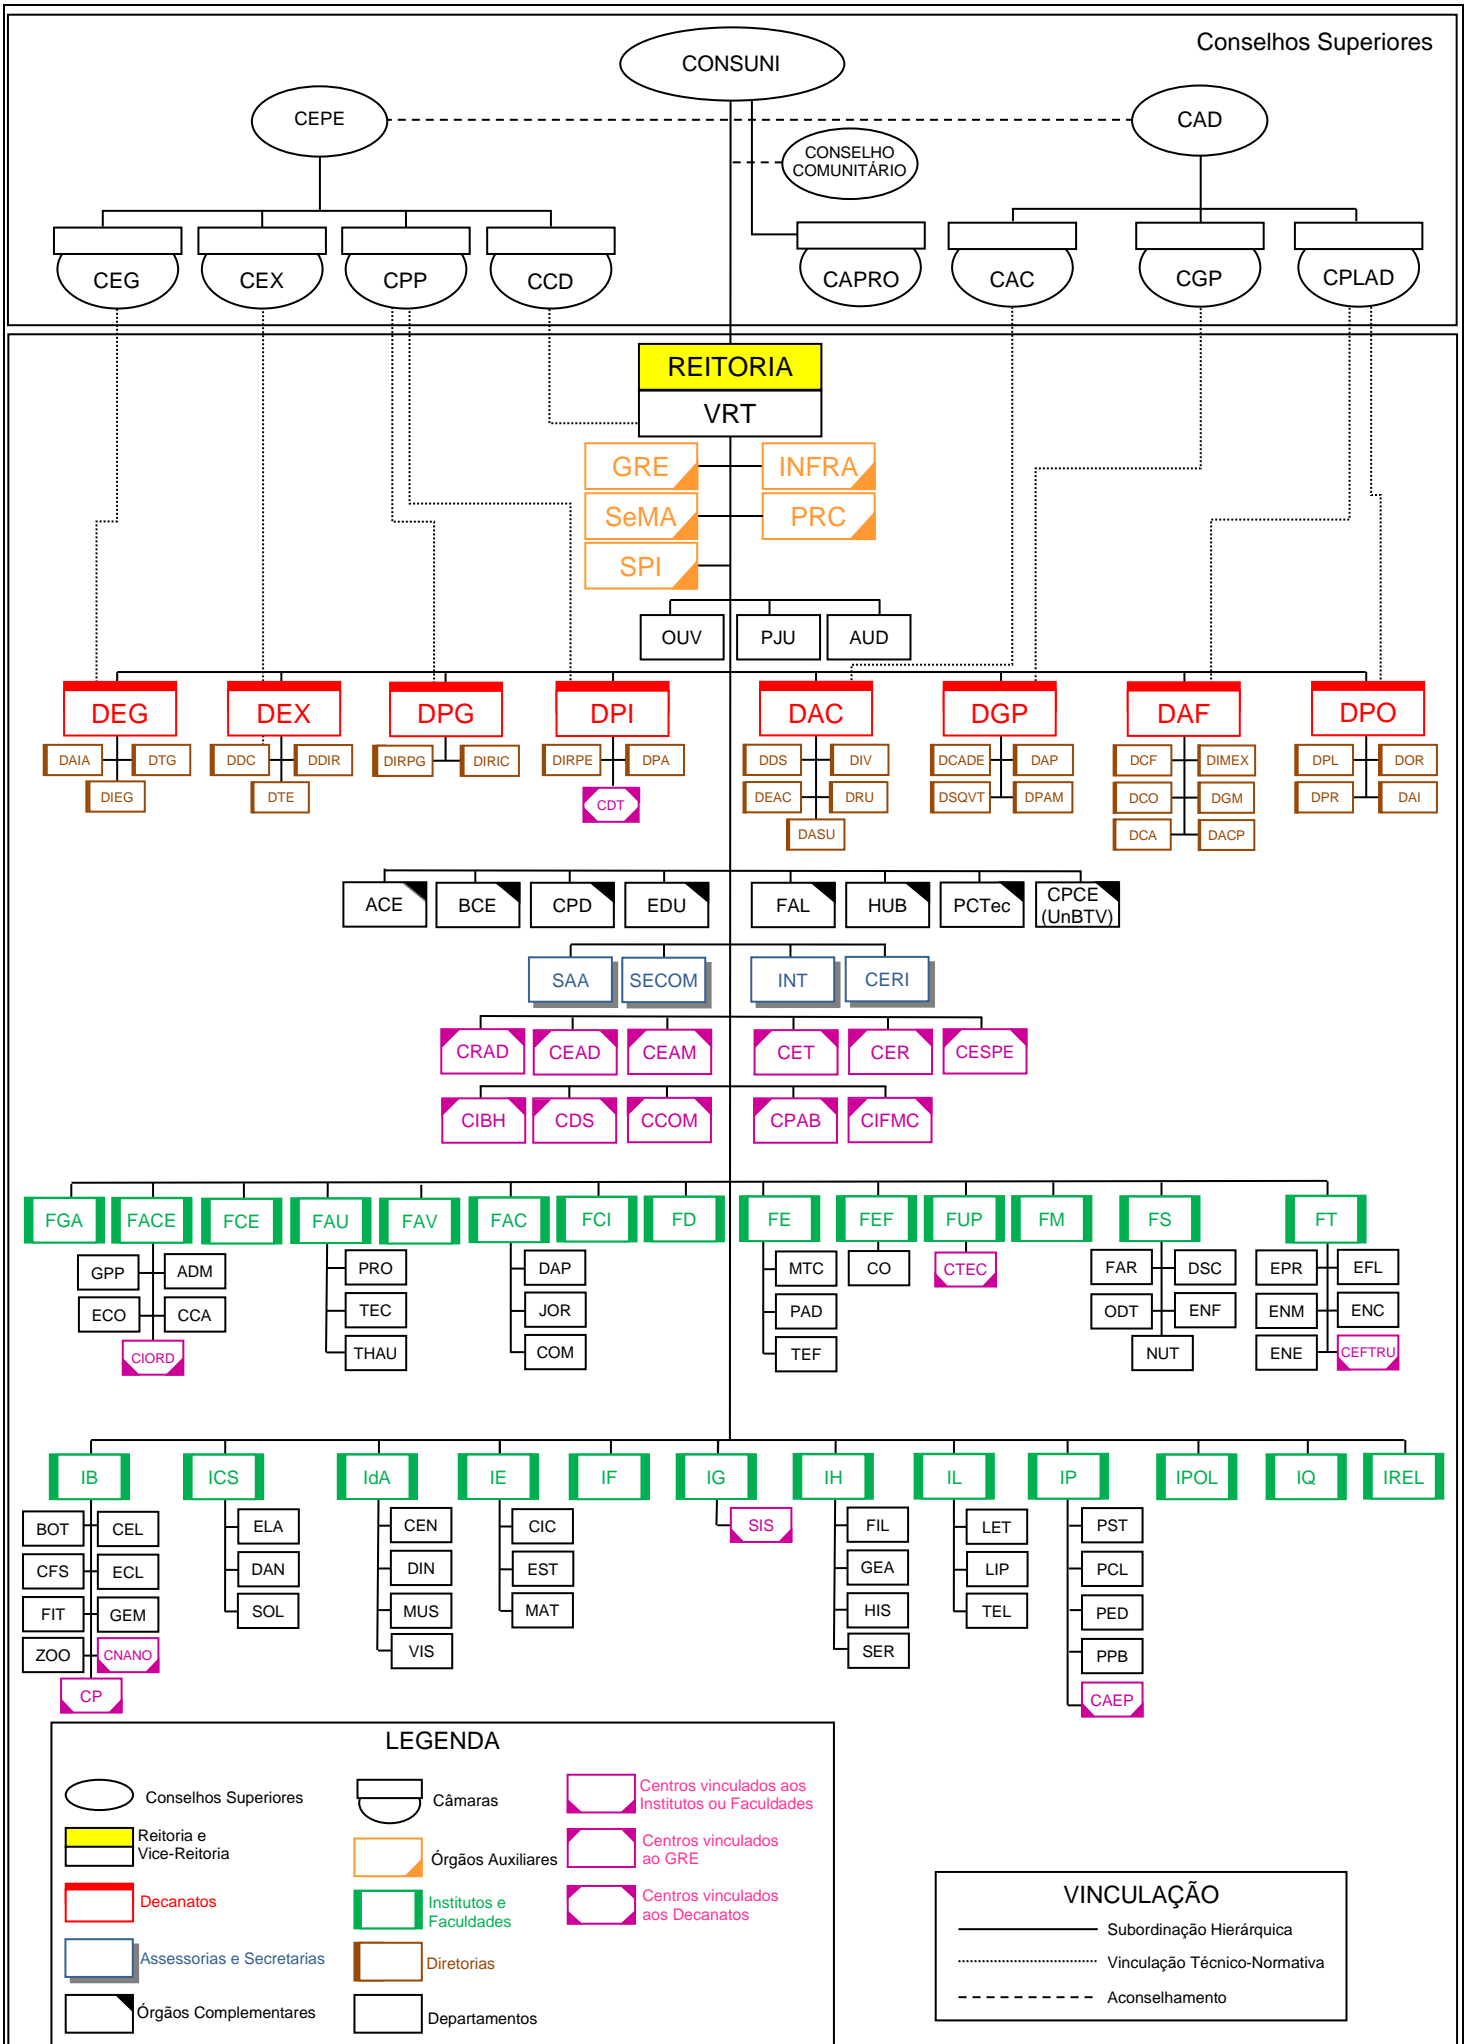 Conselhos Superiores
CONSUNI
CEPE
CAD
CONSELHO
COMUNITÁRIO
CEG
CEX
CPP
CCD
CAPRO
CAC
CGP
CPLAD
REITORIA
VRT
GRE
INFRA
SeMA
PRC
SPI
OUV
PJU
AUD
DEG
DEX
DPG
DPI
DAC
DGP
DAF
DPO
DAIA
DTG
DDC
DDIR
DIRPG
DIRIC
DIRPE
DPA
DDS
DIV
DCADE
DAP
DCF
DIMEX
DPL
DOR
DIEG
DTE
CDT
DEAC
DRU
DSQVT
DPAM
DCO
DGM
DPR
DAI
DASU
DCA
DACP
ACE
BCE
CPD
EDU
FAL
HUB
PCTec
CPCE
(UnBTV)
SAA
SECOM
INT
CERI
CRAD
CEAD
CEAM
CET
CER
CESPE
CIBH
CDS
CCOM
CPAB
CIFMC
FGA
FACE
FCE
FAU
FAV
FAC
FCI
FD
FE
FEF
FUP
FM
FS
FT
GPP
ADM
PRO
DAP
MTC
CO
CTEC
FAR
DSC
EPR
EFL
ECO
CCA
TEC
JOR
PAD
ODT
ENF
ENM
ENC
CIORD
THAU
COM
TEF
NUT
ENE
CEFTRU
IB
ICS
IdA
IE
IF
IG
IH
IL
IP
IPOL
IQ
IREL
BOT
CEL
ELA
CEN
CIC
SIS
FIL
LET
PST
CFS
ECL
DAN
DIN
EST
GEA
LIP
PCL
FIT
GEM
SOL
MUS
MAT
HIS
TEL
PED
ZOO
CNANO
VIS
SER
PPB
CP
CAEP
LEGENDA
Conselhos Superiores
Câmaras
Centros vinculados aos
Institutos ou Faculdades
Reitoria e
Vice-Reitoria
Órgãos Auxiliares
Centros vinculados
ao GRE
Decanatos
Institutos e
Faculdades
Centros vinculados
aos Decanatos
Assessorias e Secretarias
Diretorias
Órgãos Complementares
Departamentos
VINCULAÇÃO
Subordinação Hierárquica
Vinculação Técnico-Normativa
Aconselhamento